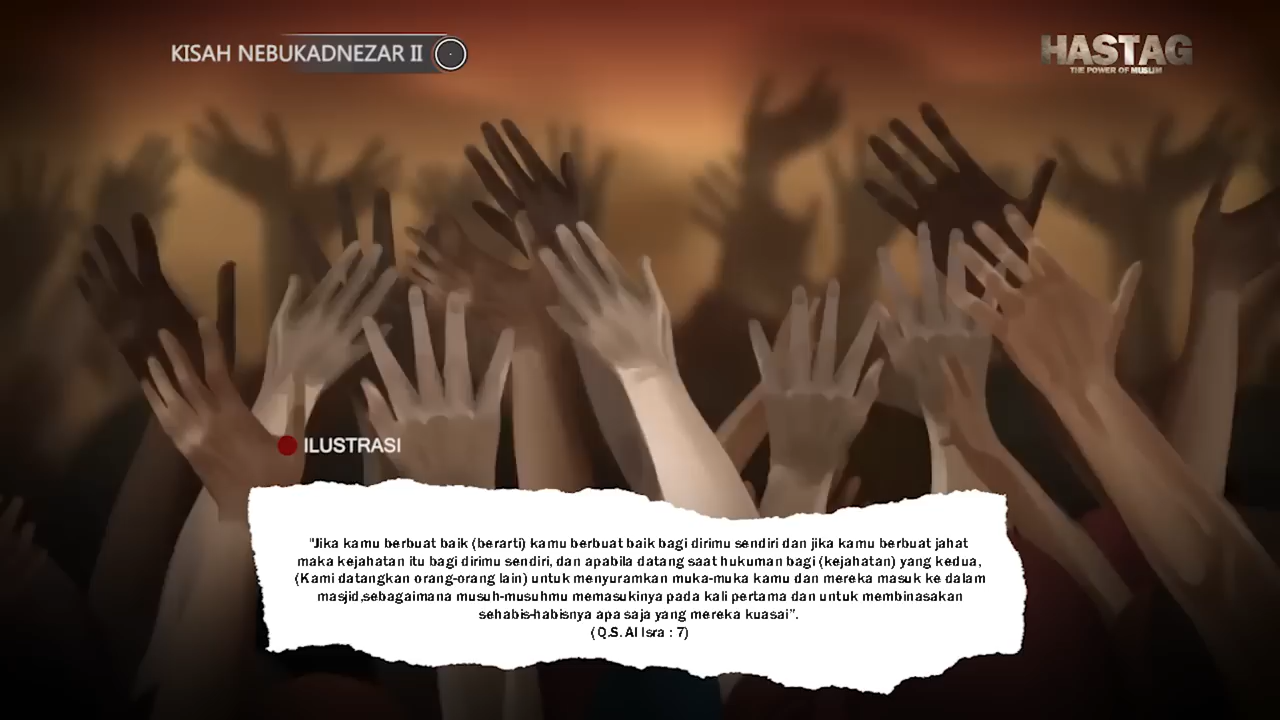 KISAH NEBUKADNEZAR II
HASTAG
THE POWER OF MUSLIM
ILUSTRASI
"Jika kamu berbuat baik (berarti) kamu berbuat baik bagi dirimu sendiri dan jika kamu berbuat jahat
maka kejahatan itu bagi dirimu sendiri, dan apabila datang saat hukuman bagi (kejahatan) yang kedua,
(Kami datangkan orang-orang lain) untuk menyuramkan muka-muka kamu dan mereka masuk ke dalam
masjid,sebagaimana musuh-musuhmu memasukinya pada kali pertama dan untuk membinasakan
sehabis-habisnya apa saja yang mereka kuasai".
(Q.S. Al Isra : 7)